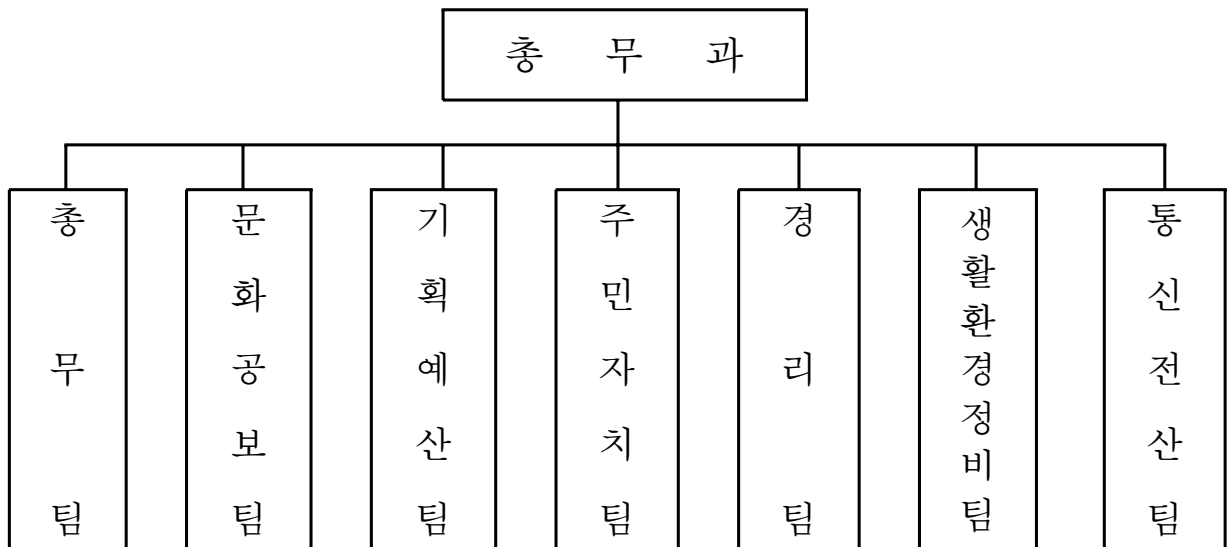 총 무 과
총무팀
문화공보팀
기획예산팀
주민자치팀
경리팀
생활환경정비팀
통신전산팀